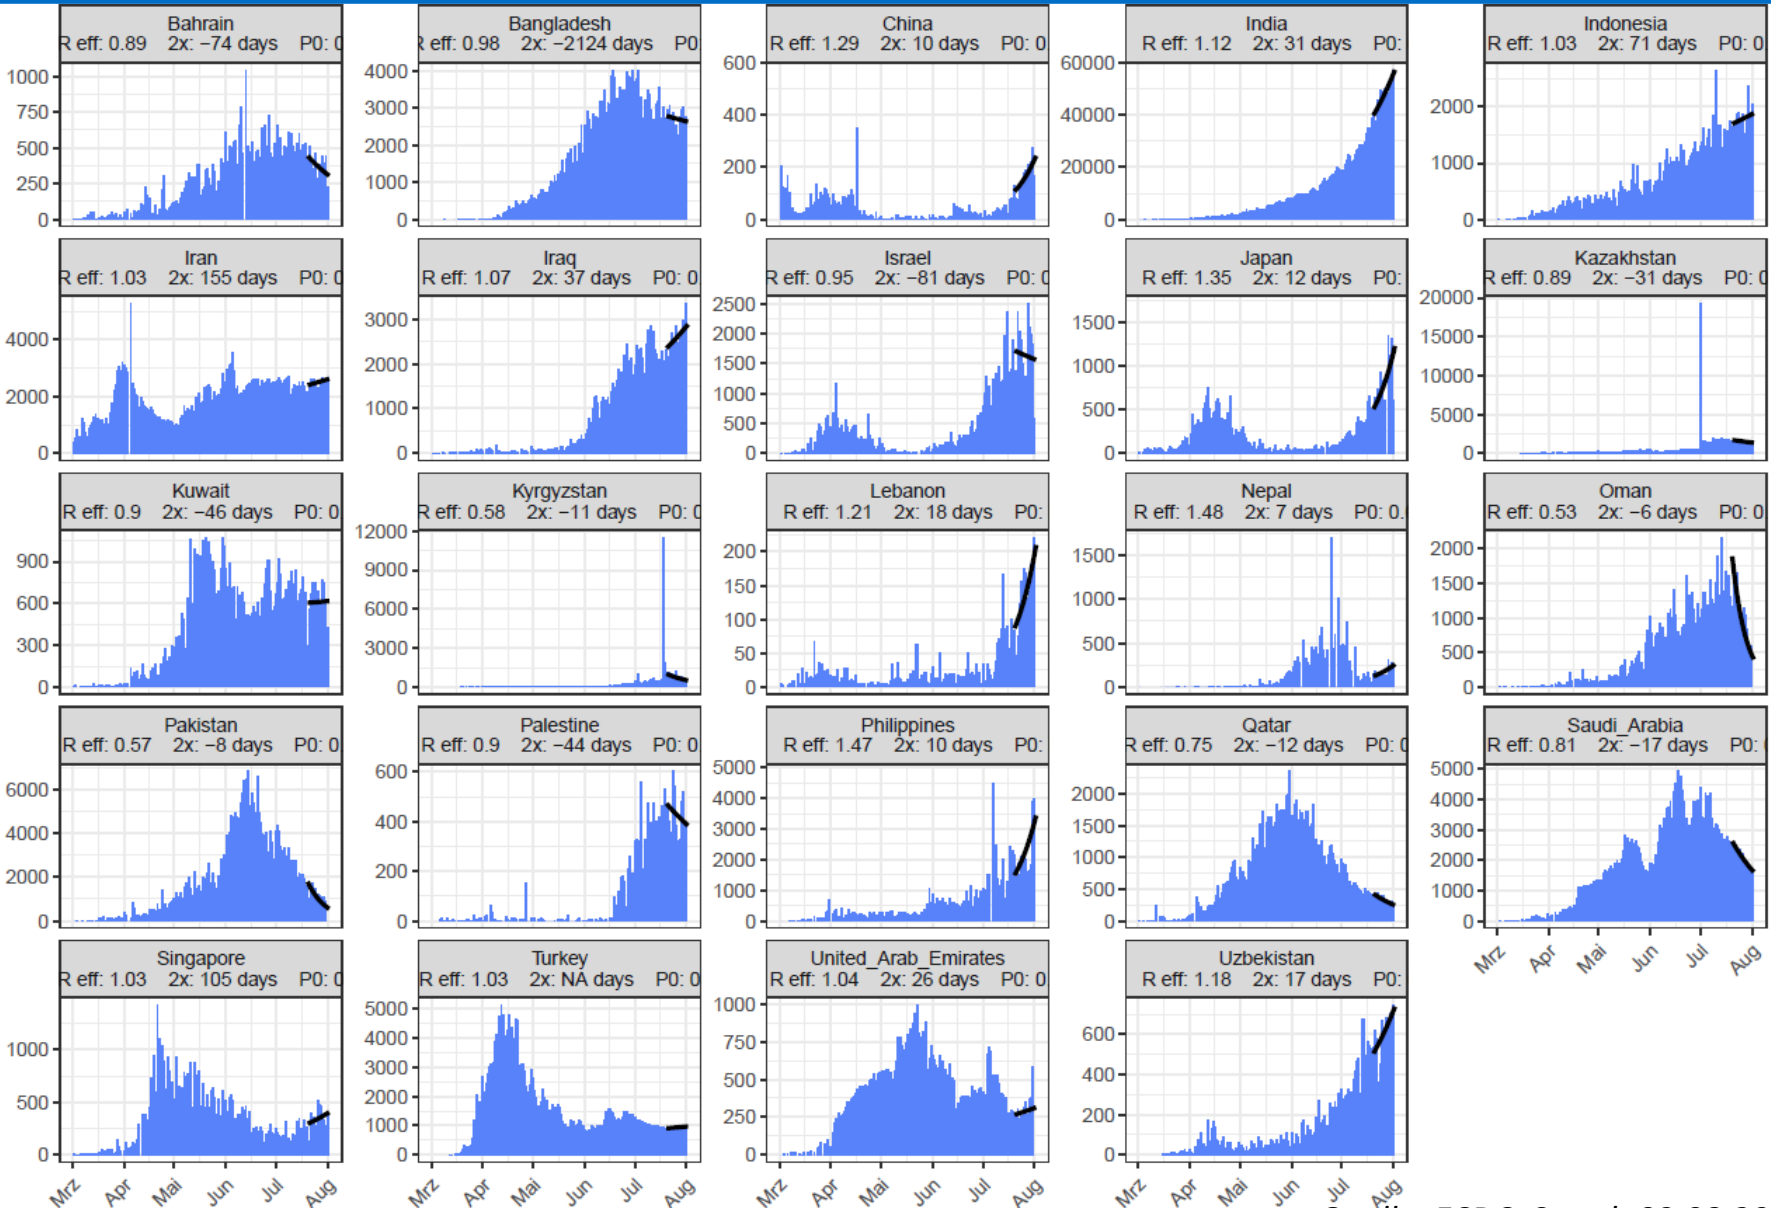 Bahrain
R eff: 0.89 2x: −74 days P0: 0
Bangladesh
R eff: 0.98 2x: −2124 days P0:
China
R eff: 1.29 2x: 10 days P0: 0.
India
R eff: 1.12 2x: 31 days P0:
Indonesia
R eff: 1.03 2x: 71 days P0: 0.
1000
750
500
250
0
4000
3000
2000
1000
0
600
400
200
0
60000
40000
20000
0
2000
1000
0
Iran
R eff: 1.03 2x: 155 days P0: 0
Iraq
R eff: 1.07 2x: 37 days P0: 0.
Israel
R eff: 0.95 2x: −81 days P0: 0
Japan
R eff: 1.35 2x: 12 days P0:
Kazakhstan
R eff: 0.89 2x: −31 days P0: 0
4000
2000
0
3000
2000
1000
0
2500
2000
1500
1000
500
0
1500
1000
500
0
20000
15000
10000
5000
0
Kuwait
R eff: 0.9 2x: −46 days P0: 0.
Kyrgyzstan
R eff: 0.58 2x: −11 days P0: 0
Lebanon
R eff: 1.21 2x: 18 days P0:
Nepal
R eff: 1.48 2x: 7 days P0: 0.
Oman
R eff: 0.53 2x: −6 days P0: 0.
900
600
300
0
12000
9000
6000
3000
0
200
150
100
50
0
1500
1000
500
0
2000
1500
1000
500
0
Pakistan
R eff: 0.57 2x: −8 days P0: 0
Palestine
R eff: 0.9 2x: −44 days P0: 0.
Philippines
R eff: 1.47 2x: 10 days P0:
Qatar
R eff: 0.75 2x: −12 days P0: 0
Saudi_Arabia
R eff: 0.81 2x: −17 days P0:
6000
4000
2000
0
600
400
200
0
5000
4000
3000
2000
1000
0
2000
1500
1000
500
0
5000
4000
3000
2000
1000
0
Mrz Apr Mai Jun Jul Aug
Singapore
R eff: 1.03 2x: 105 days P0: 0
Turkey
R eff: 1.03 2x: NA days P0: 0
United_Arab_Emirates
R eff: 1.04 2x: 26 days P0: 0.
Uzbekistan
R eff: 1.18 2x: 17 days P0:
1000
500
0
5000
4000
3000
2000
1000
0
1000
750
500
250
0
600
400
200
0
Mrz Apr Mai Jun Jul Aug
Mrz Apr Mai Jun Jul Aug
Mrz Apr Mai Jun Jul Aug
Mrz Apr Mai Jun Jul Aug